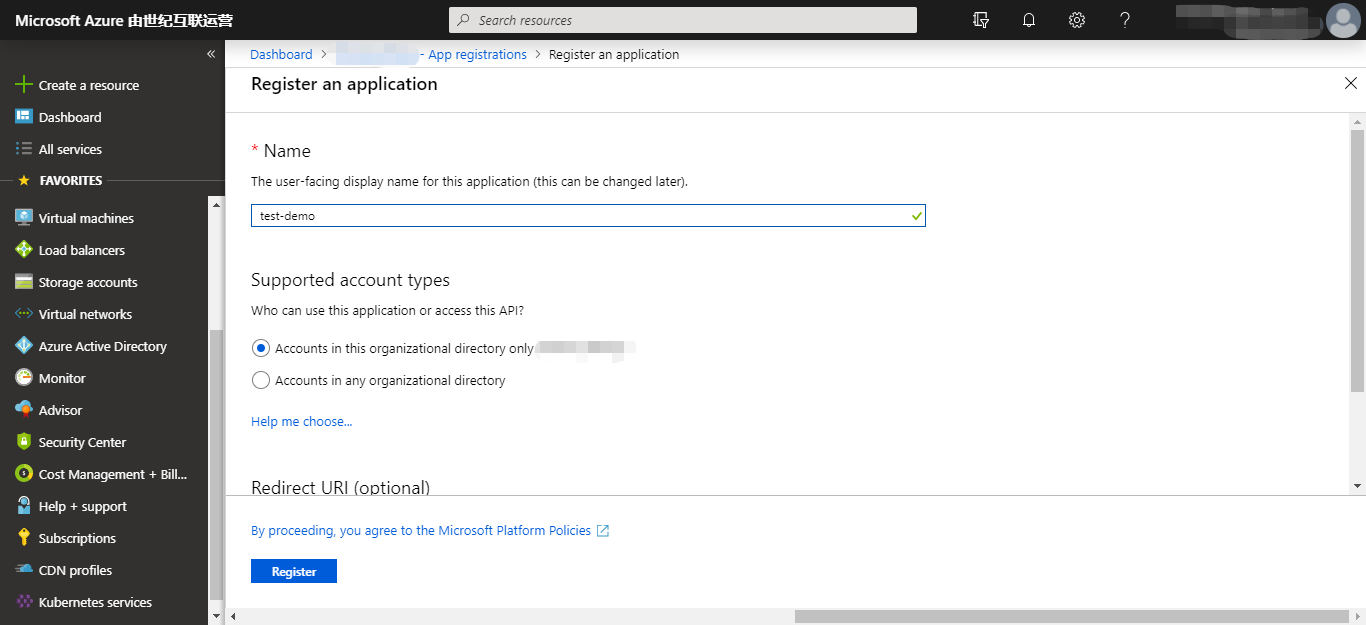 Microsoft Azure 由世纪互联运营
Search resources
Dashboard > - App registrations > Register an application
Register an application
Create a resource
Dashboard
All services
FAVORITES
Virtual machines
Load balancers
Storage accounts
Virtual networks
Azure Active Directory
Monitor
Advisor
Security Center
Cost Management + Bill...
Help + support
Subscriptions
CDN profiles
Kubernetes services
* Name
The user-facing display name for this application (this can be changed later).
test-demo
Supported account types
Who can use this application or access this API?
Accounts in this organizational directory only
Accounts in any organizational directory
Help me choose...
Redirect URI (optional)
By proceeding, you agree to the Microsoft Platform Policies
Register